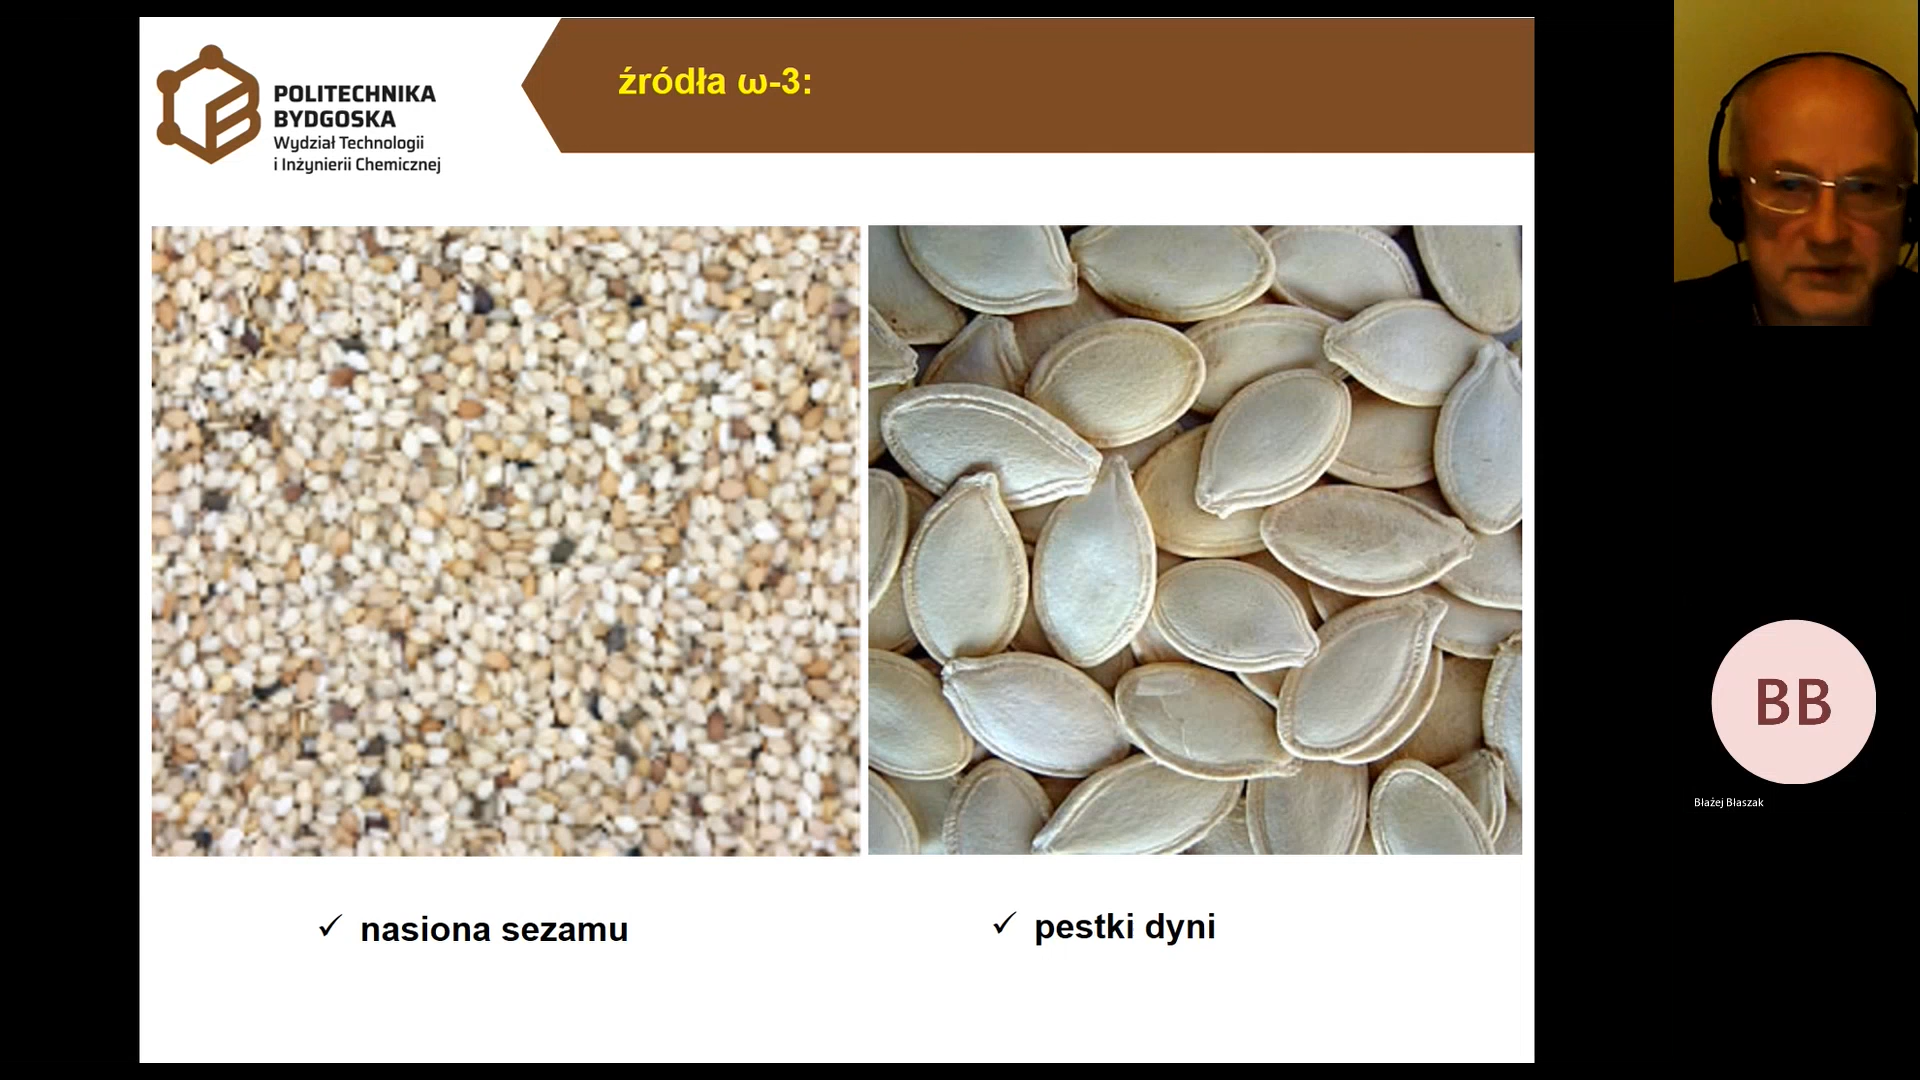 POLITECHNIKA
BYDGOSKA
Wydział Technologii
i Inżynierii Chemicznej
źródła ω-3:
✓ nasiona sezamu
✓ pestki dyni
BB
Błażej Błaszak